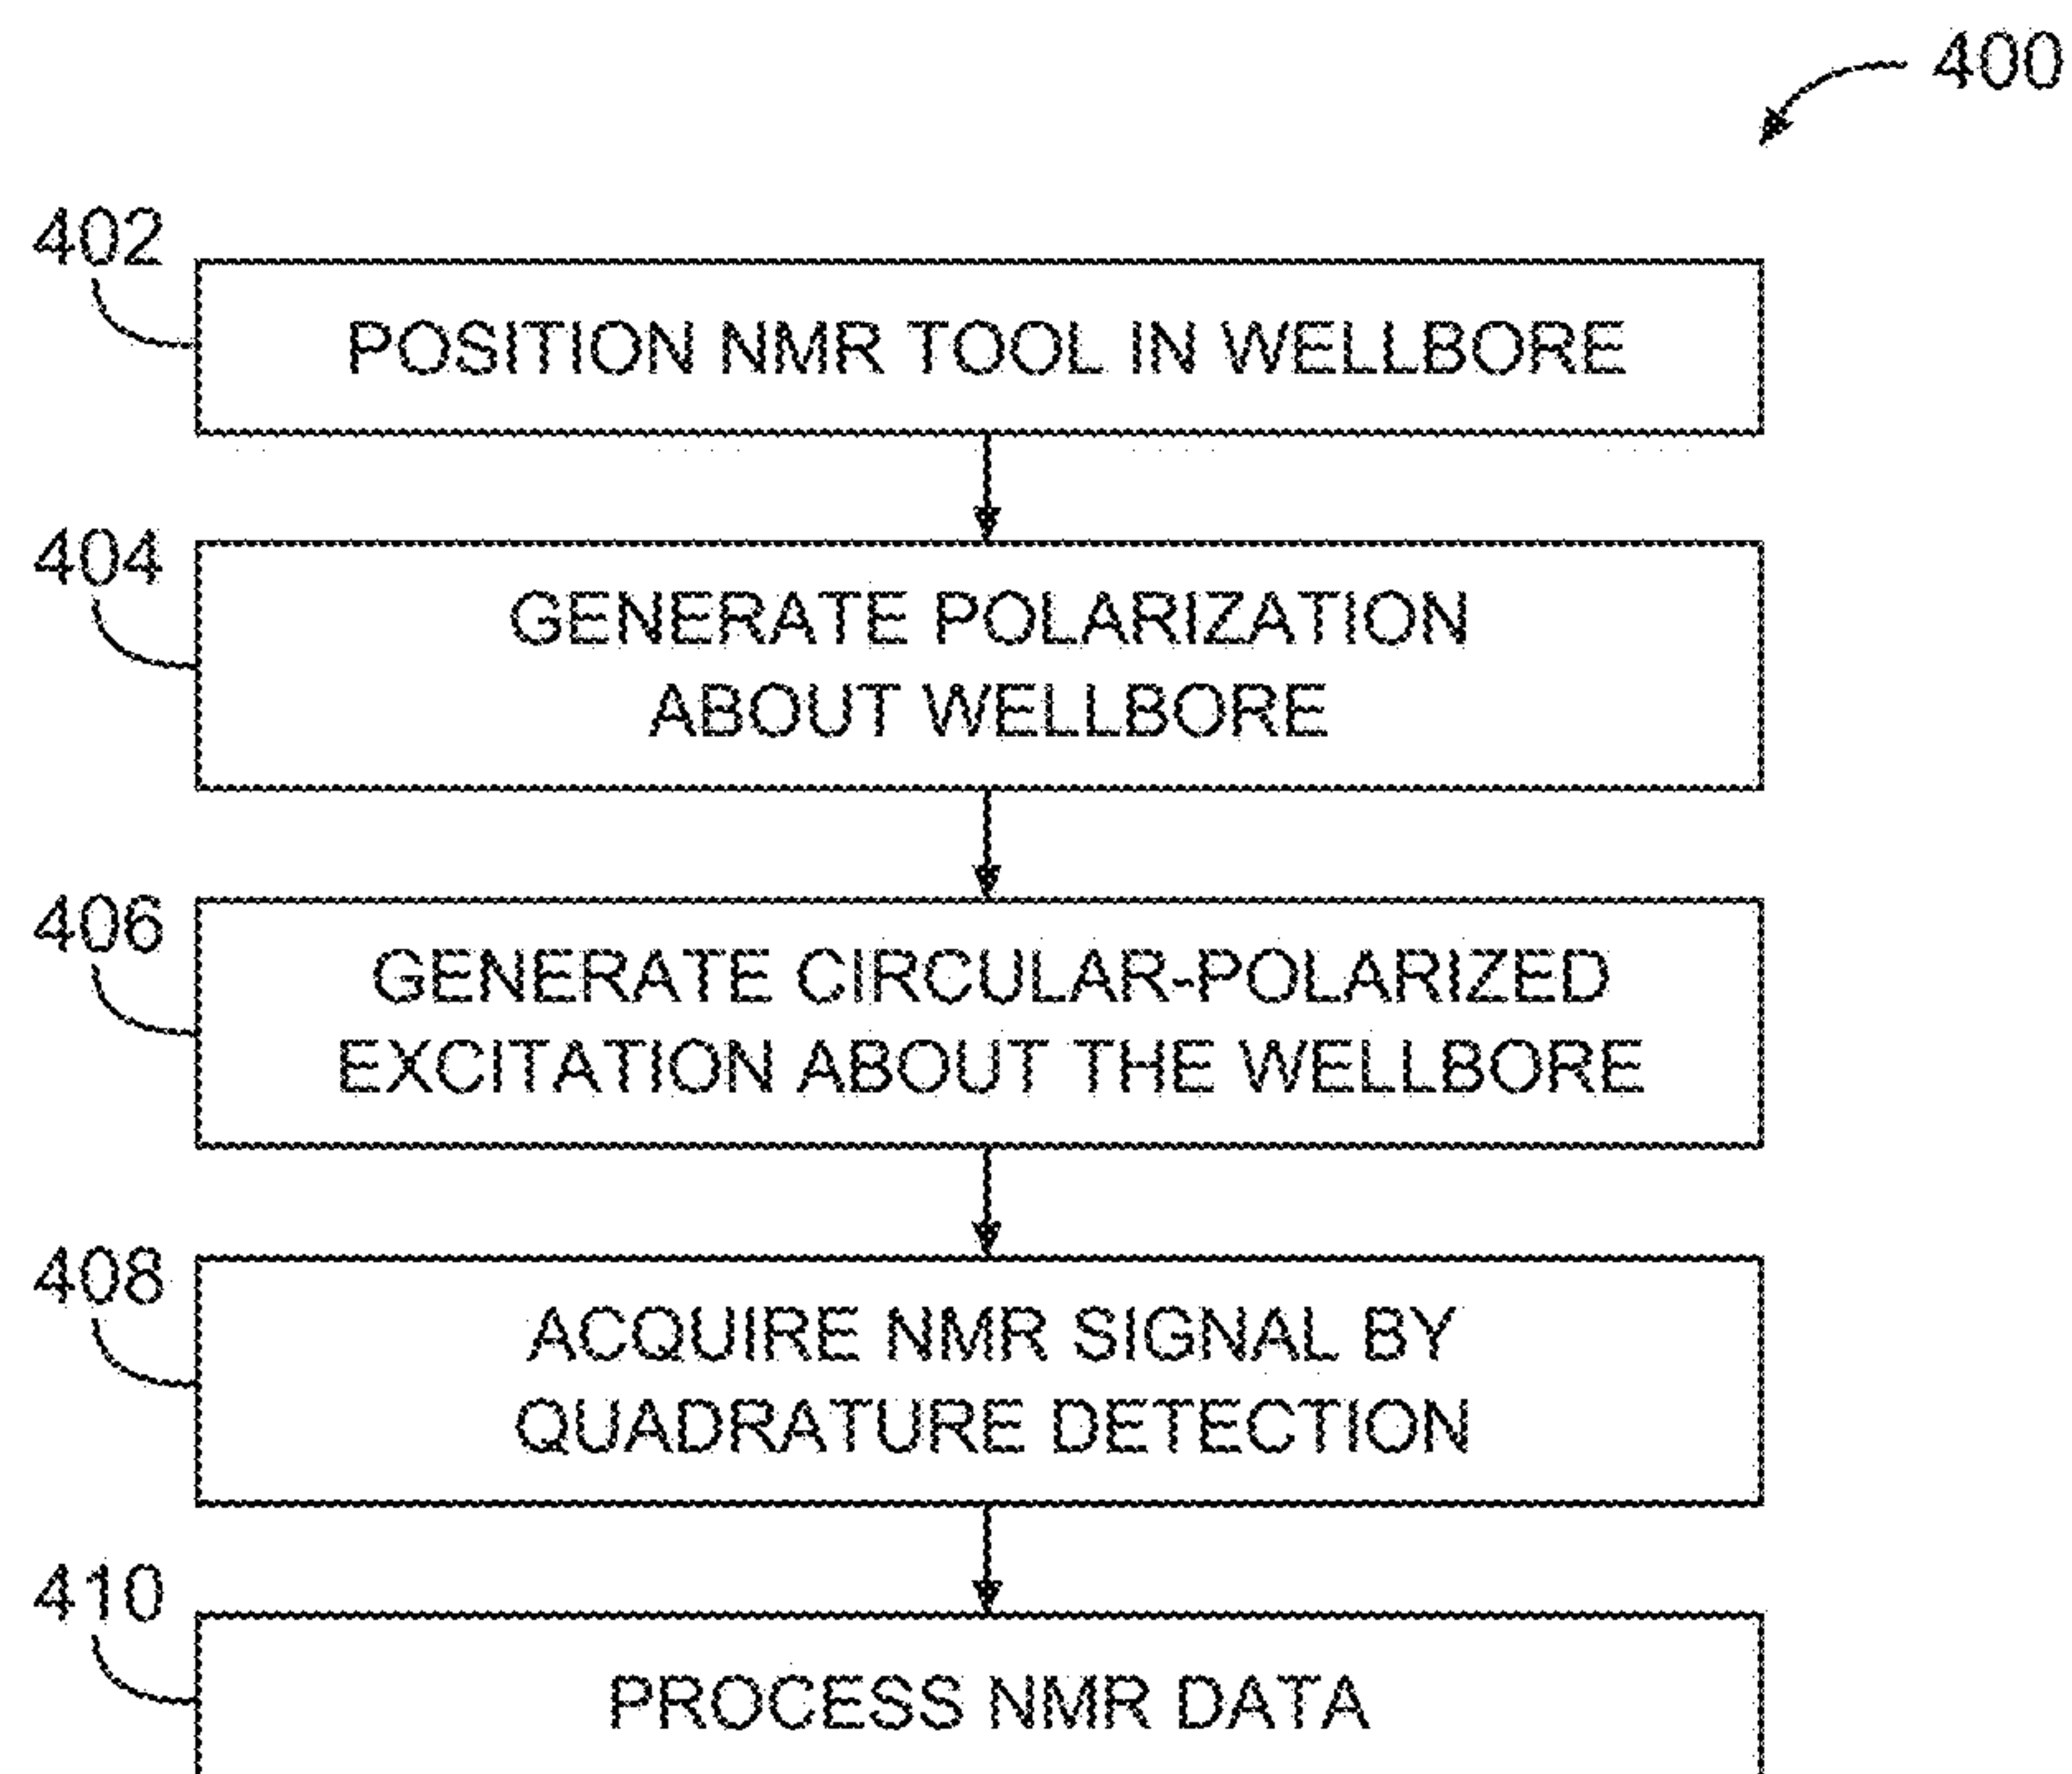 400
402
POSITION NMR TOOL IN WELLBORE
404
GENERATE POLARIZATION
ABOUT WELLBORE
406
GENERATE CIRCULAR-POLARIZED
EXCITATION ABOUT THE WELLBORE
408
ACQUIRE NMR SIGNAL BY
QUADRATURE DETECTION
410
PROCESS NMR DATA